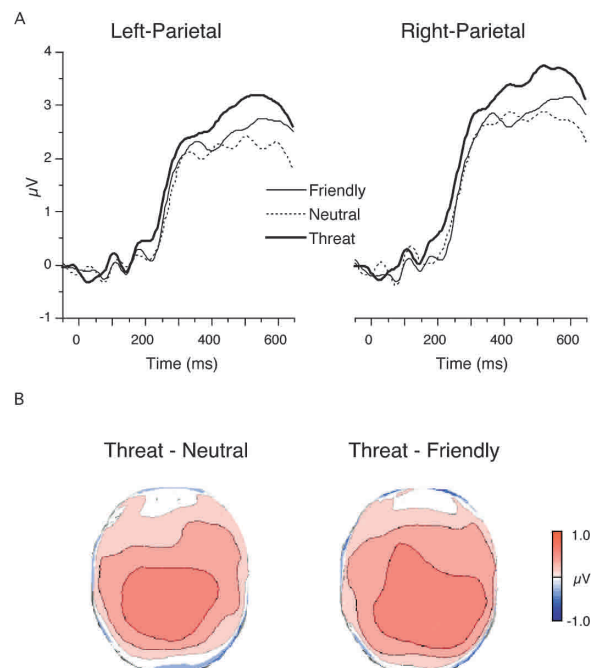 A
Left-Parietal
Right-Parietal
4
3
2
1
0
-1
µV
Friendly
Neutral
Threat
0 200 400 600
0 200 400 600
Time (ms)
Time (ms)
B
Threat - Neutral
Threat - Friendly
1.0
µV
-1.0